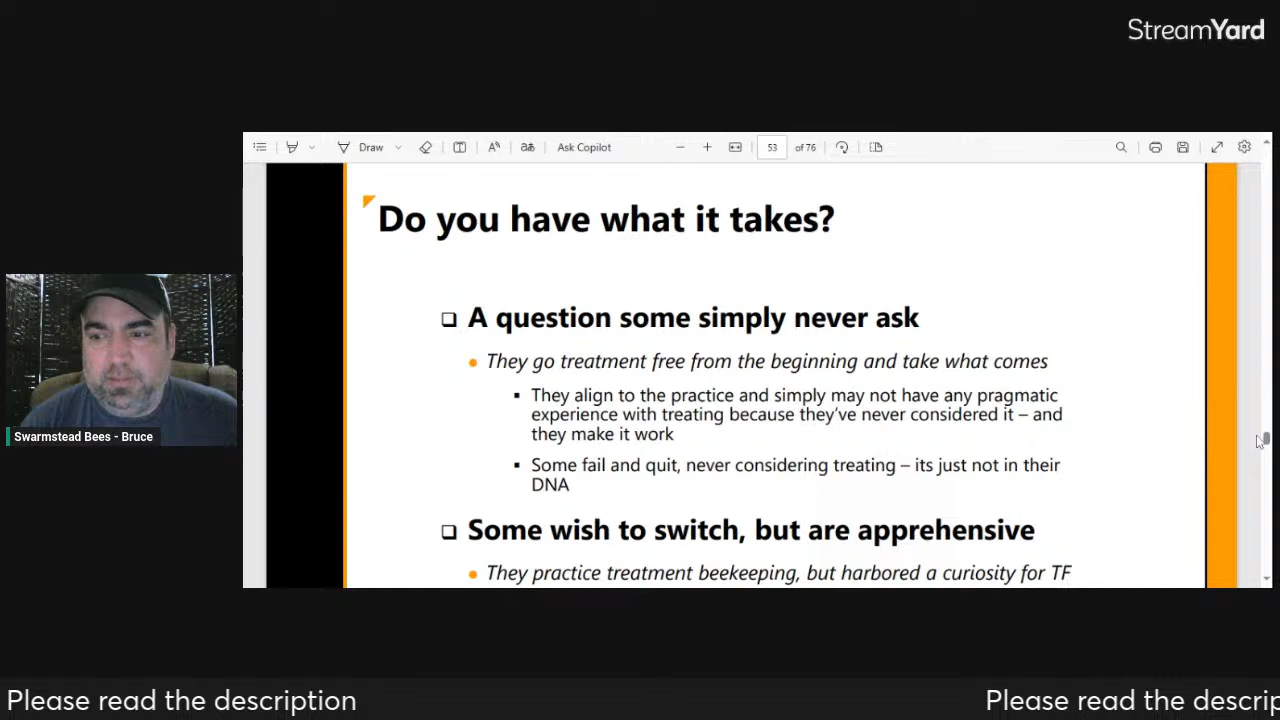 StreamYard
Draw
Ask Copilot
53 of 76
Do you have what it takes?
A question some simply never ask
They go treatment free from the beginning and take what comes
They align to the practice and simply may not have any pragmatic
experience with treating because they've never considered it – and
they make it work
Some fail and quit, never considering treating – its just not in their
DNA
Some wish to switch, but are apprehensive
They practice treatment beekeeping, but harbored a curiosity for TF
Swarmstead Bees - Bruce
Please read the description
Please read the descrip